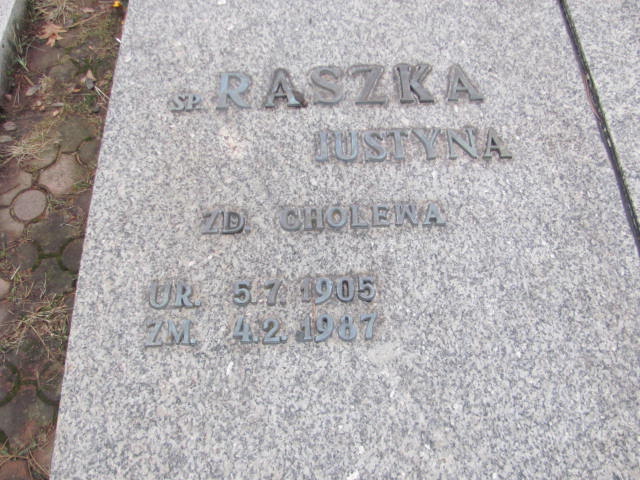 SP. RASZKA
IUSTYNA
ZD CHOLEWA
UR. 5.7.1905
ZM. 4.2.1987